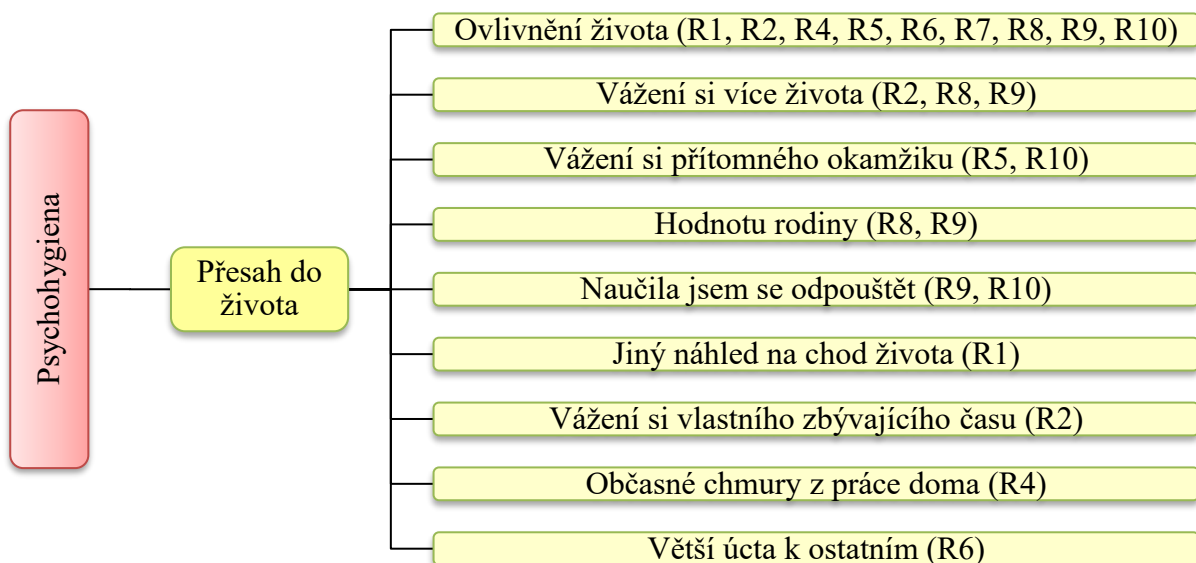 Psychohygiena
Přesah do
života
Ovlivnění života (R1, R2, R4, R5, R6, R7, R8, R9, R10)
Vážení si více života (R2, R8, R9)
Vážení si přítomného okamžiku (R5, R10)
Hodnotu rodiny (R8, R9)
Naučila jsem se odpouštět (R9, R10)
Jiný náhled na chod života (R1)
Vážení si vlastního zbývajícího času (R2)
Občasné chmury z práce doma (R4)
Větší úcta k ostatním (R6)